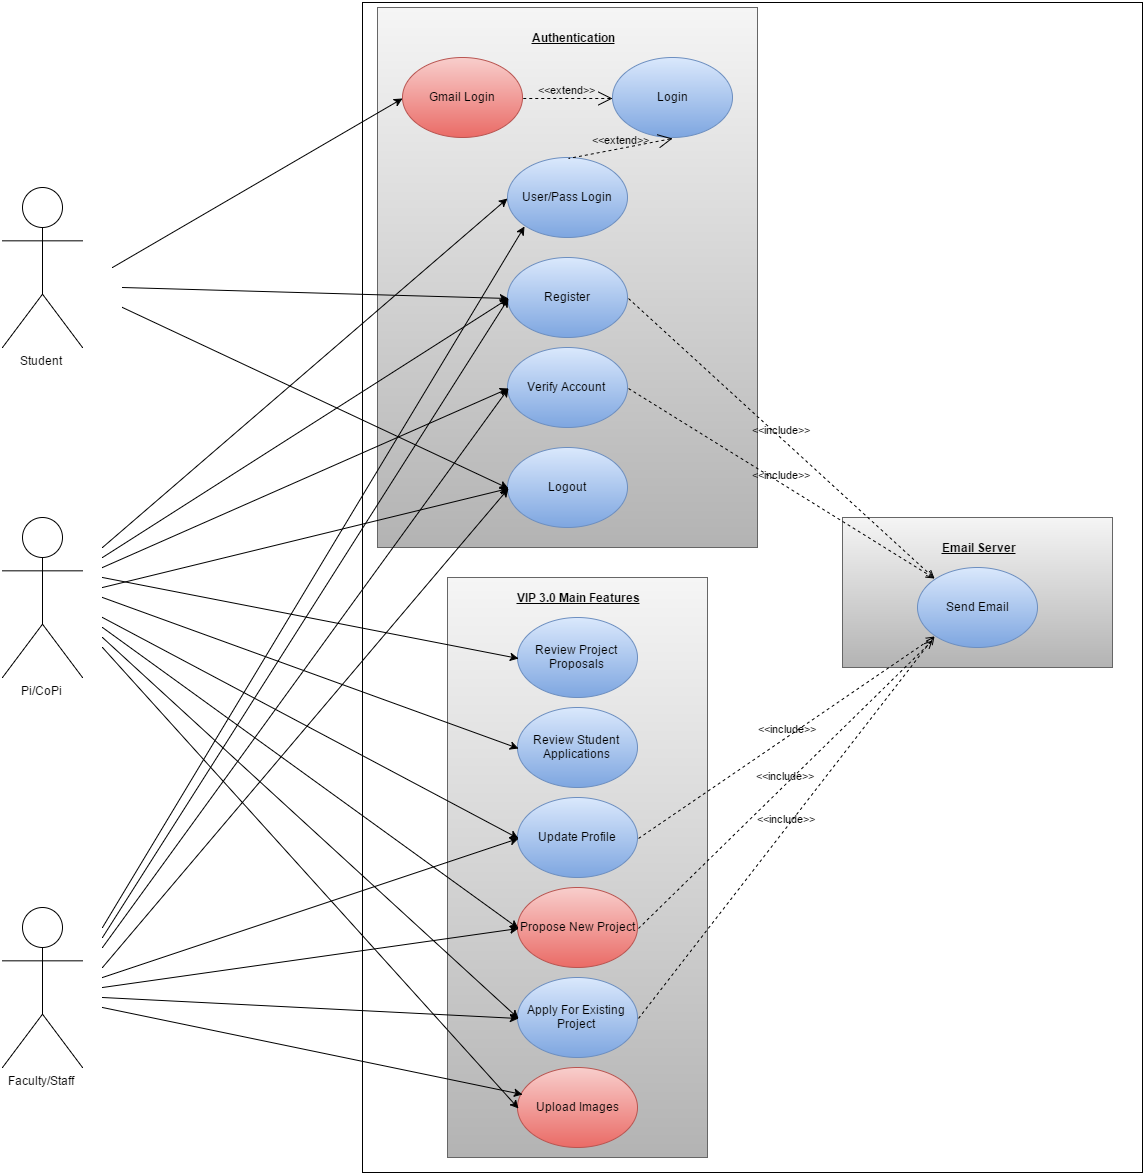 Authentication
Gmail Login
<<extend>>
Login
<<extend>>
User/Pass Login
Register
Student
Verify Account
<<include>>
<<include>>
Logout
Email Server
Send Email
VIP 3.0 Main Features
Review Project
Proposals
Pi/CoPi
Review Student
Applications
<<include>>
<<include>>
<<include>>
Update Profile
Propose New Project
Apply For Existing
Project
Faculty/Staff
Upload Images